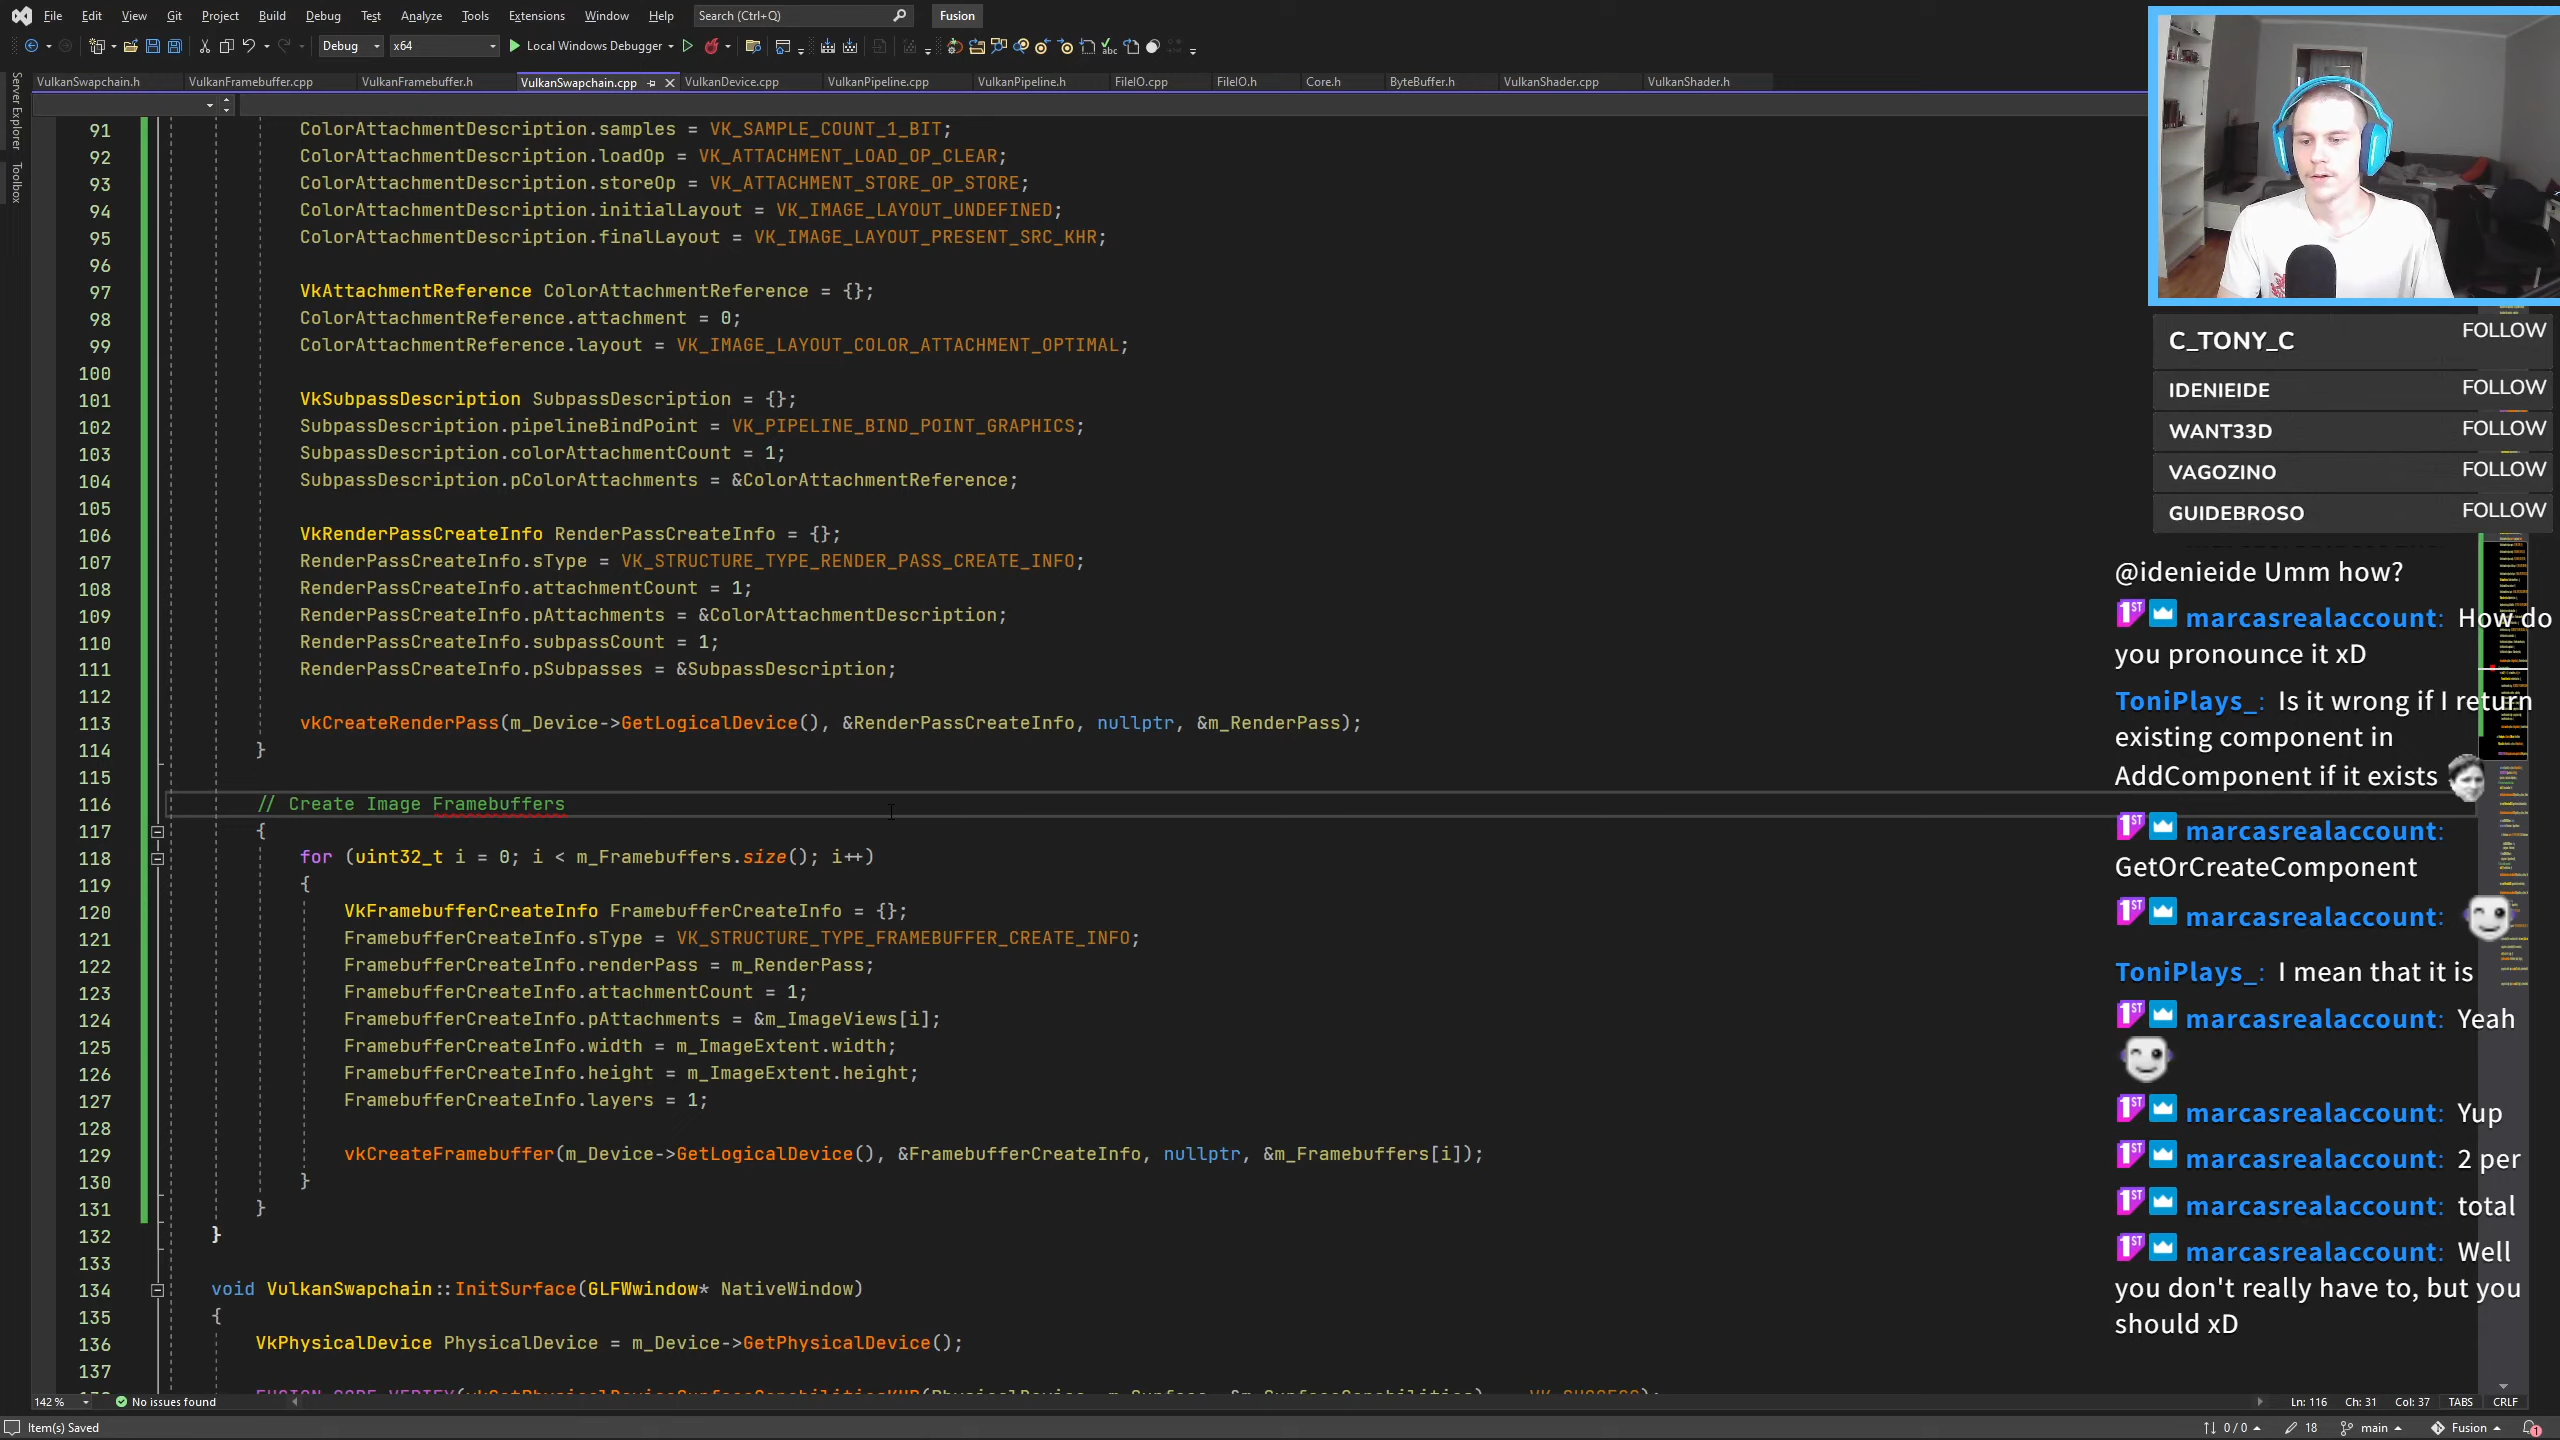 File Edit View Git Project Build Debug Test Analyze Tools Extensions Window Help Search (Ctrl+Q) Fusion
Debug x64 Local Windows Debugger
VulkanSwapchain.h VulkanFramebuffer.cpp VulkanFramebuffer.h VulkanSwapchain.cpp VulkanDevice.cpp VulkanPipeline.cpp VulkanPipeline.h FileIO.cpp FileIO.h Core.h ByteBuffer.h VulkanShader.cpp VulkanShader.h
Server Explorer
Toolbox
91 ColorAttachmentDescription.samples = VK_SAMPLE_COUNT_1_BIT;
92 ColorAttachmentDescription.loadOp = VK_ATTACHMENT_LOAD_OP_CLEAR;
93 ColorAttachmentDescription.storeOp = VK_ATTACHMENT_STORE_OP_STORE;
94 ColorAttachmentDescription.initialLayout = VK_IMAGE_LAYOUT_UNDEFINED;
95 ColorAttachmentDescription.finalLayout = VK_IMAGE_LAYOUT_PRESENT_SRC_KHR;
96
97 VkAttachmentReference ColorAttachmentReference = {};
98 ColorAttachmentReference.attachment = 0;
99 ColorAttachmentReference.layout = VK_IMAGE_LAYOUT_COLOR_ATTACHMENT_OPTIMAL;
100
101 VkSubpassDescription SubpassDescription = {};
102 SubpassDescription.pipelineBindPoint = VK_PIPELINE_BIND_POINT_GRAPHICS;
103 SubpassDescription.colorAttachmentCount = 1;
104 SubpassDescription.pColorAttachments = &ColorAttachmentReference;
105
106 VkRenderPassCreateInfo RenderPassCreateInfo = {};
107 RenderPassCreateInfo.sType = VK_STRUCTURE_TYPE_RENDER_PASS_CREATE_INFO;
108 RenderPassCreateInfo.attachmentCount = 1;
109 RenderPassCreateInfo.pAttachments = &ColorAttachmentDescription;
110 RenderPassCreateInfo.subpassCount = 1;
111 RenderPassCreateInfo.pSubpasses = &SubpassDescription;
112
113 vkCreateRenderPass(m_Device->GetLogicalDevice(), &RenderPassCreateInfo, nullptr, &m_RenderPass);
114 }
115
116 // Create Image Framebuffers
117 {
118 for (uint32_t i = 0; i < m_Framebuffers.size(); i++)
119 {
120 VkFramebufferCreateInfo FramebufferCreateInfo = {};
121 FramebufferCreateInfo.sType = VK_STRUCTURE_TYPE_FRAMEBUFFER_CREATE_INFO;
122 FramebufferCreateInfo.renderPass = m_RenderPass;
123 FramebufferCreateInfo.attachmentCount = 1;
124 FramebufferCreateInfo.pAttachments = &m_ImageViews[i];
125 FramebufferCreateInfo.width = m_ImageExtent.width;
126 FramebufferCreateInfo.height = m_ImageExtent.height;
127 FramebufferCreateInfo.layers = 1;
128
129 vkCreateFramebuffer(m_Device->GetLogicalDevice(), &FramebufferCreateInfo, nullptr, &m_Framebuffers[i]);
130 }
131 }
132 }
133
134 void VulkanSwapchain::InitSurface(GLFWwindow* NativeWindow)
135 {
136 VkPhysicalDevice PhysicalDevice = m_Device->GetPhysicalDevice();
137
142 % No issues found Ln: 116 Ch: 31 Col: 37 TABS CRLF
Item(s) Saved 0 / 0 18 main Fusion 1
C_TONY_C FOLLOW
IDENIEIDE FOLLOW
WANT33D FOLLOW
VAGOZINO FOLLOW
GUIDEBROSO FOLLOW
@idenieide Umm how?
1ST marcasrealaccount: How do
you pronounce it xD
ToniPlays_: Is it wrong if I return
existing component in
AddComponent if it exists
1ST marcasrealaccount:
GetOrCreateComponent
1ST marcasrealaccount:
ToniPlays_: I mean that it is
1ST marcasrealaccount: Yeah
1ST marcasrealaccount: Yup
1ST marcasrealaccount: 2 per
1ST marcasrealaccount: total
1ST marcasrealaccount: Well
you don't really have to, but you
should xD